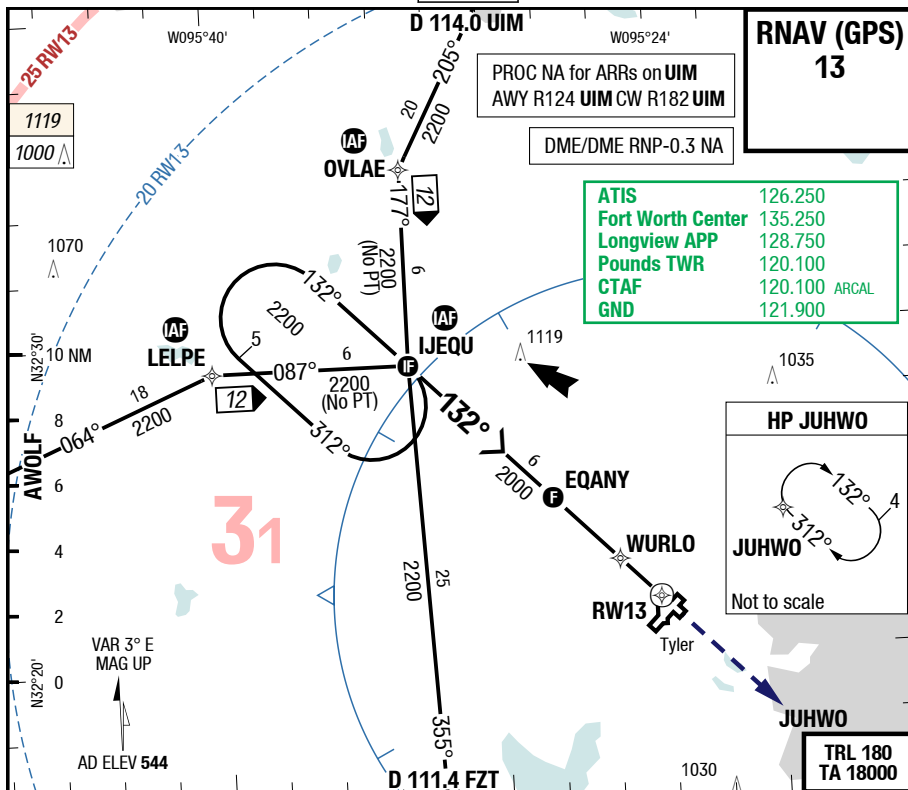 D 114.0 UIM
RNAV (GPS)
13
25 RW13
W095°40'
W095°24'
205°
20
2200
PROC NA for ARRs on UIM
AWY R124 UIM CW R182 UIM
DME/DME RNP-0.3 NA
1119
1000
20 RW13
IAF
OVLAE
177°
12
2200
(No PT)
6
ATIS 126.250
Fort Worth Center 135.250
Longview APP 128.750
Pounds TWR 120.100
CTAF 120.100 ARCAL
GND 121.900
1070
132°
2200
5
312°
IAF
IJEQU
IF
1119
1035
IAF
LELPE
087°
6
2200
(No PT)
12
N32°30'
10 NM
8
6
4
2
0
N32°20'
18
064°
2200
AWOLF
132°
6
2000
EQANY
F
WURLO
RW13
Tyler
JUHWO
31
25
2200
355°
D 111.4 FZT
HP JUHWO
132°
4
312°
JUHWO
Not to scale
VAR 3° E
MAG UP
AD ELEV 544
1030
TRL 180
TA 18000